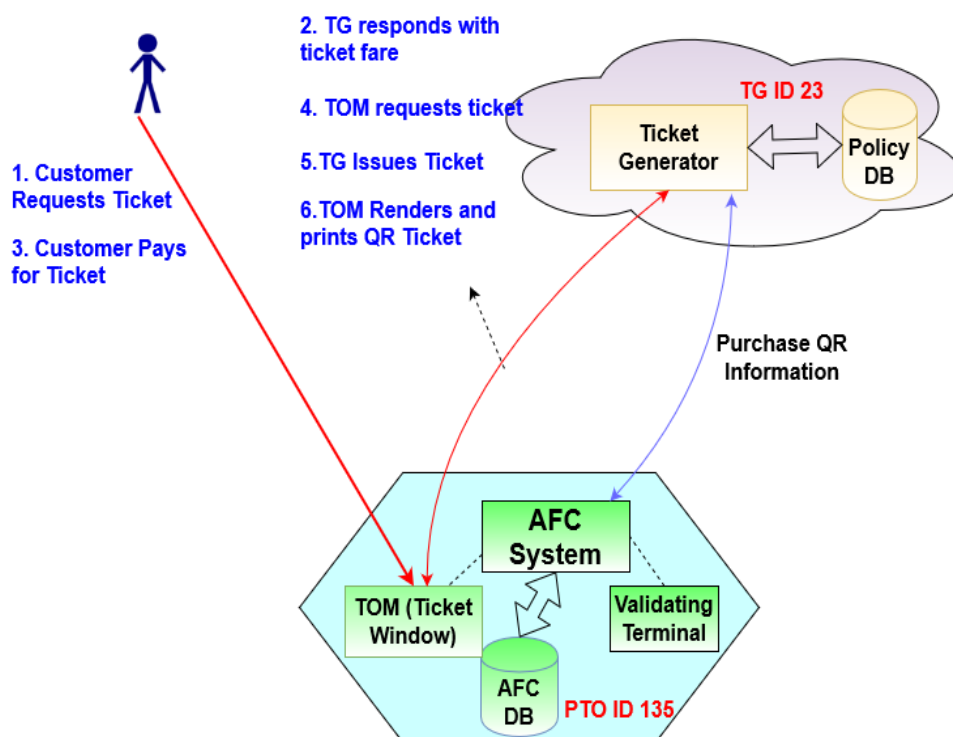 2. TG responds with
ticket fare
4. TOM requests ticket
5.TG Issues Ticket
6.TOM Renders and
prints QR Ticket
1. Customer
Requests Ticket
3. Customer Pays
for Ticket
TG ID 23
Ticket
Generator
Policy
DB
Purchase QR
Information
AFC
System
TOM (Ticket
Window)
Validating
Terminal
AFC
DB
PTO ID 135